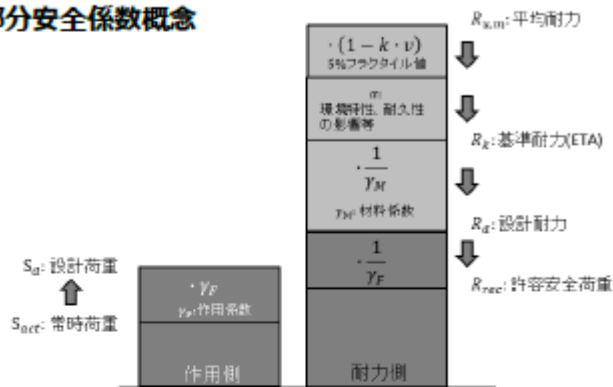 部分安全係数概念
R_{u,m}: 平均耐力
·(1 − k · v)
5%フラクタイル値
環境特性、耐久性
の影響等
R_k: 基準耐力(ETA)
· 1/γ_M
γ_M: 材料係数
R_d: 設計耐力
· 1/γ_F
R_{rec}: 許容安全荷重
S_d: 設計荷重
· γ_F
γ_F: 作用係数
S_{act}: 常時荷重
作用側
耐力側